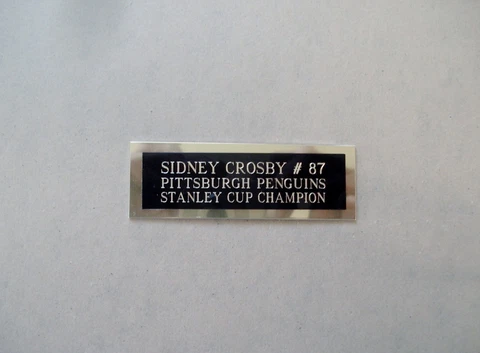 SIDNEY CROSBY # 87
PITTSBURGH PENGUINS
STANLEY CUP CHAMPION